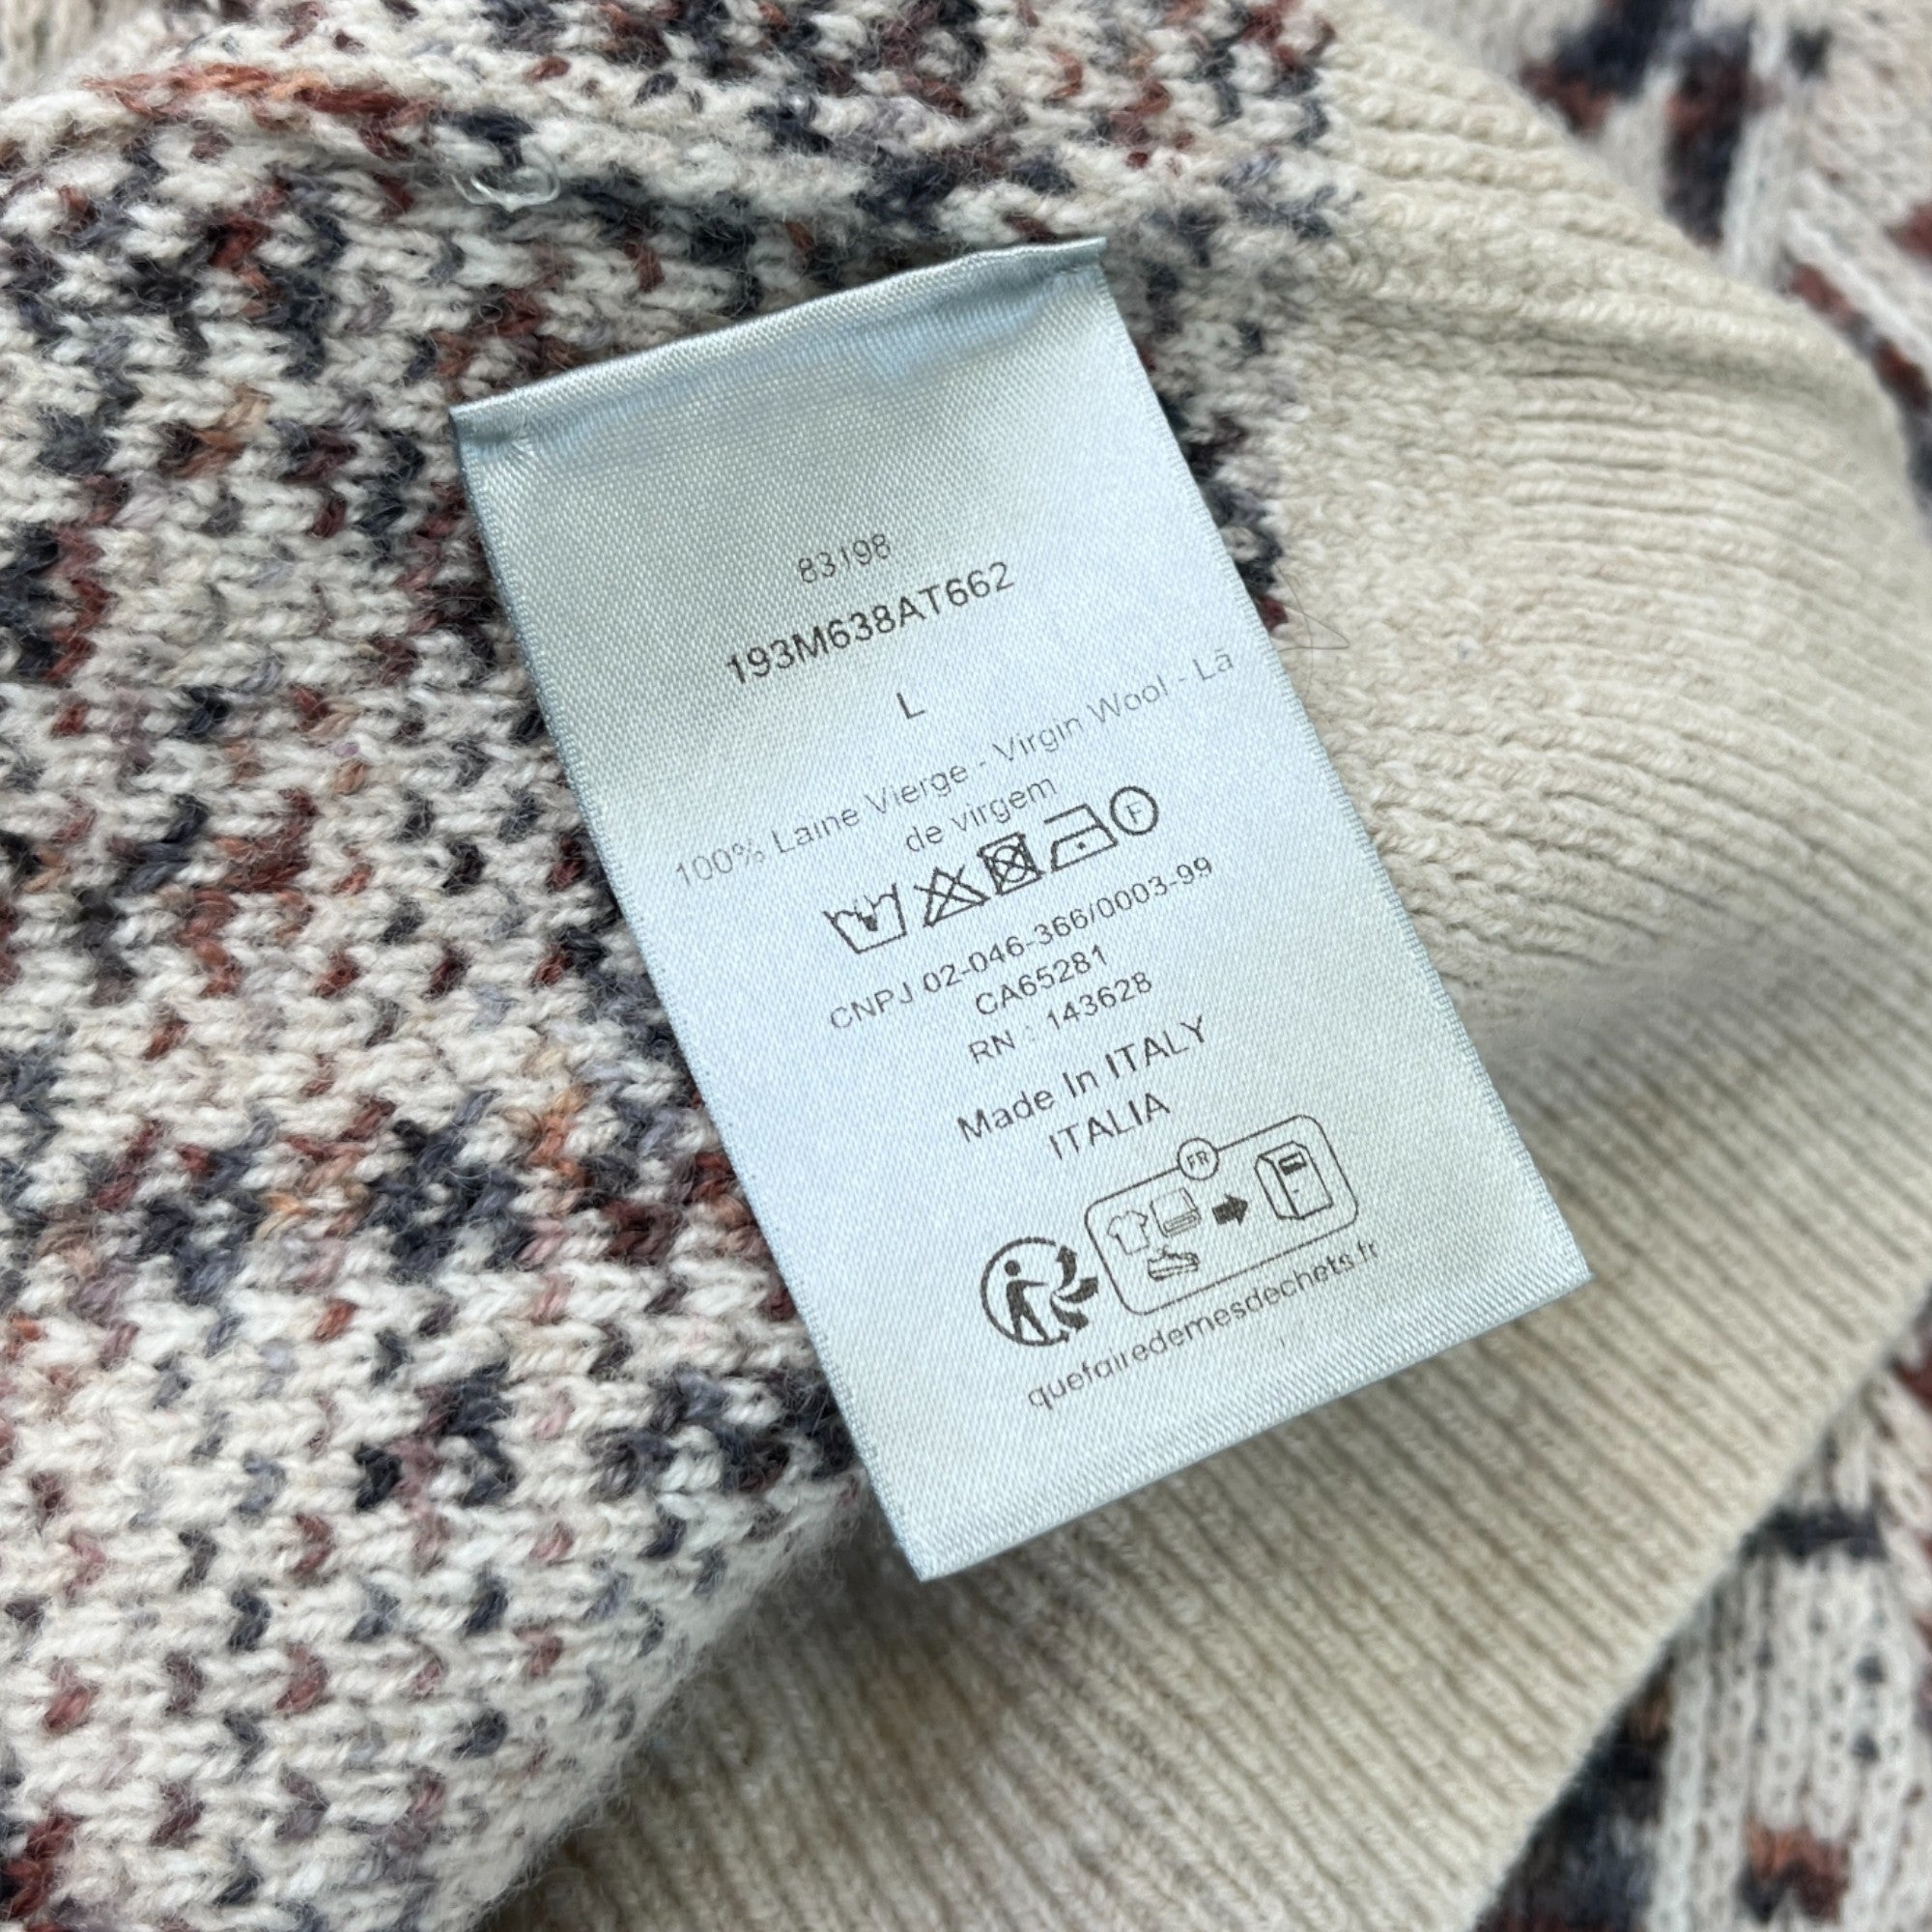 83198
193M638AT662
L
100% Laine Vierge - Virgin Wool - Lã
de virgem
F
CNPJ 02-046-366/0003-99
CA65281
RN : 143628
Made In ITALY
ITALIA
FR
quefairedemesdechets.fr